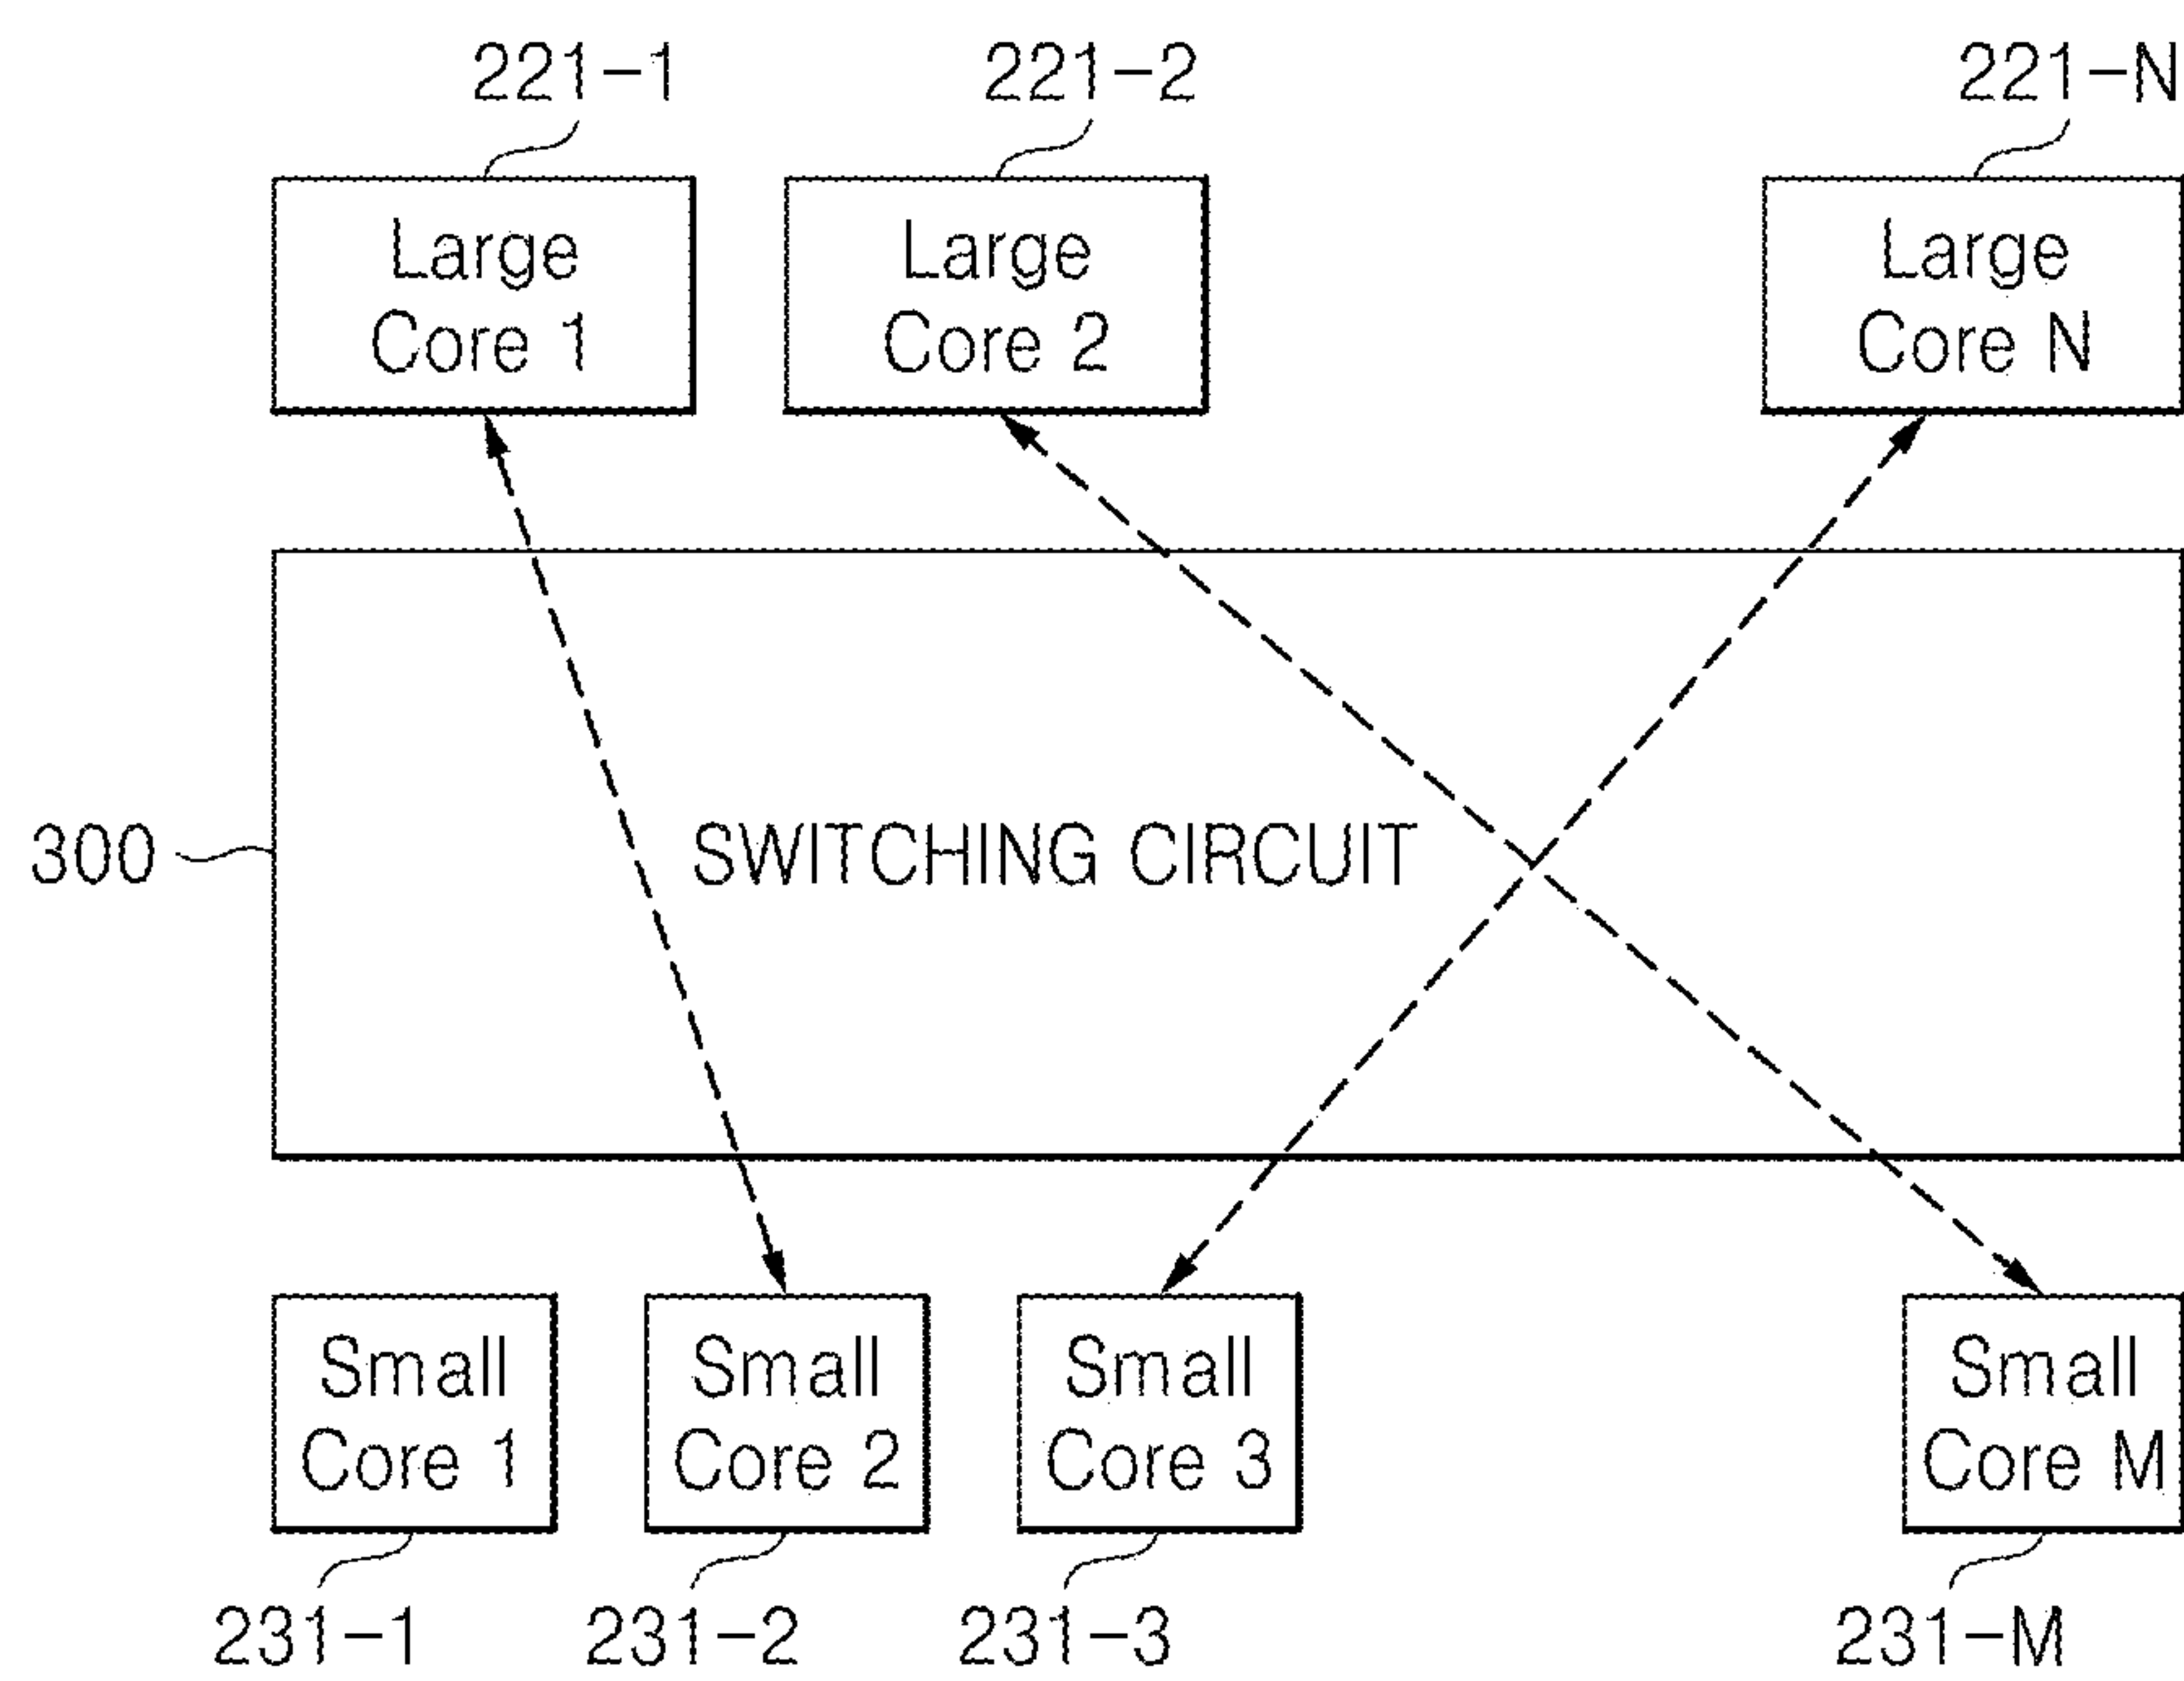 221-1 221-2 221-N
Large Large Large
Core 1 Core 2 Core N
300 SWITCHING CIRCUIT
Small Small Small Small
Core 1 Core 2 Core 3 Core M
231-1 231-2 231-3 231-M